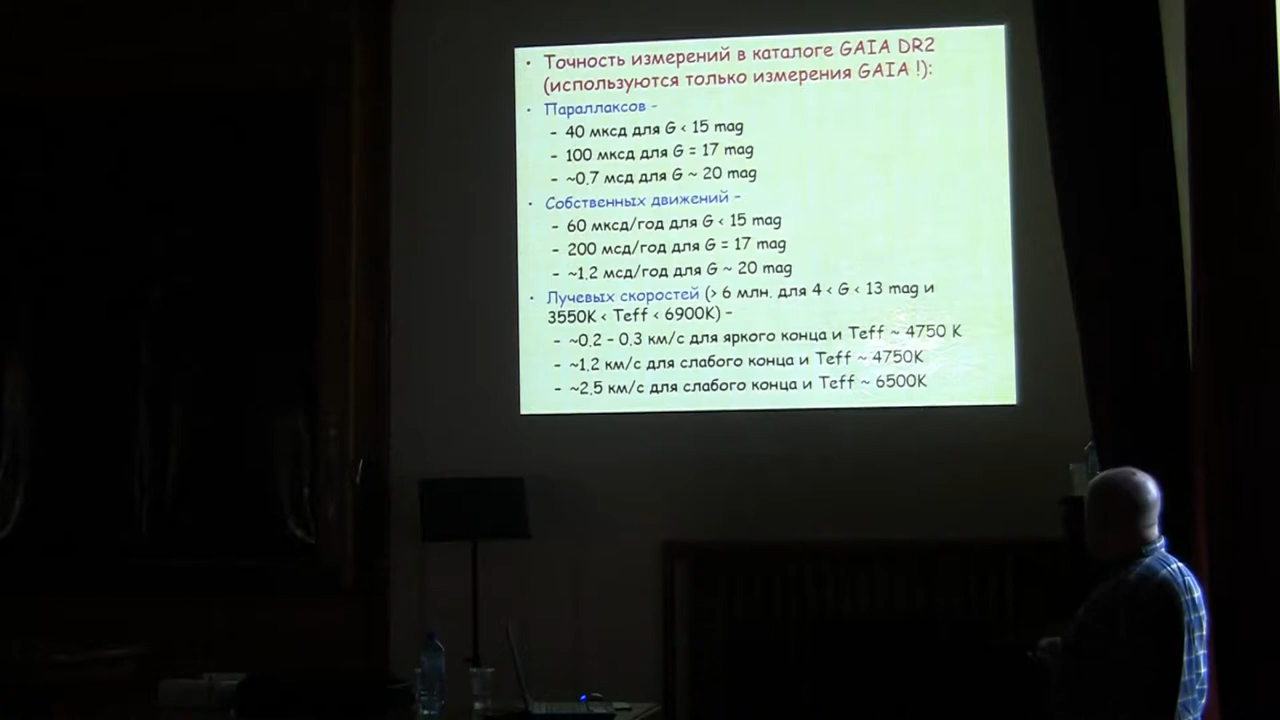 • Точность измерений в каталоге GAIA DR2
(используются только измерения GAIA !):
• Параллаксов -
- 40 мксд для G < 15 mag
- 100 мксд для G = 17 mag
- ~0.7 мсд для G ~ 20 mag
• Собственных движений -
- 60 мксд/год для G < 15 mag
- 200 мсд/год для G = 17 mag
- ~1.2 мсд/год для G ~ 20 mag
• Лучевых скоростей (> 6 млн. для 4 < G < 13 mag и
3550K < Teff < 6900K) -
- ~0.2 - 0.3 км/с для яркого конца и Teff ~ 4750 K
- ~1.2 км/с для слабого конца и Teff ~ 4750K
- ~2.5 км/с для слабого конца и Teff ~ 6500K